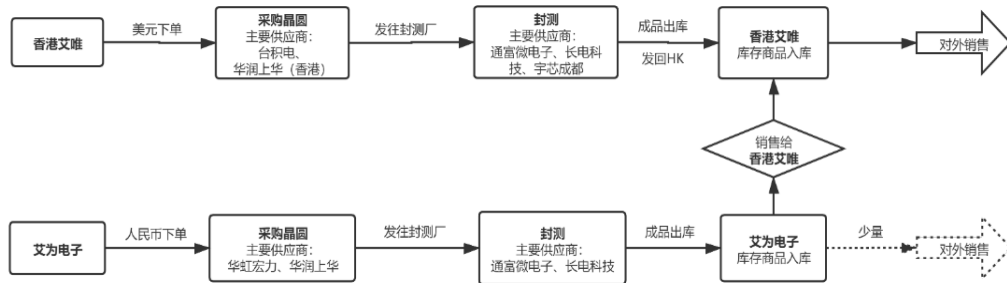 香港艾唯
美元下单
采购晶圆
主要供应商:
台积电、
华润上华（香港）
发往封测厂
封测
主要供应商:
通富微电子、长电科
技、宇芯成都
成品出库
发回HK
香港艾唯
库存商品入库
对外销售
销售给
香港艾唯
艾为电子
人民币下单
采购晶圆
主要供应商:
华虹宏力、华润上华
发往封测厂
封测
主要供应商:
通富微电子、长电科技
成品出库
艾为电子
库存商品入库
少量
对外销售